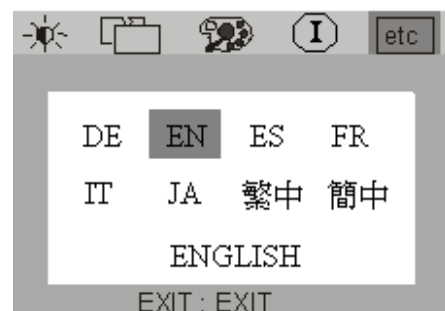 I etc
DE EN ES FR
IT JA 繁中 簡中
ENGLISH
EXIT : EXIT